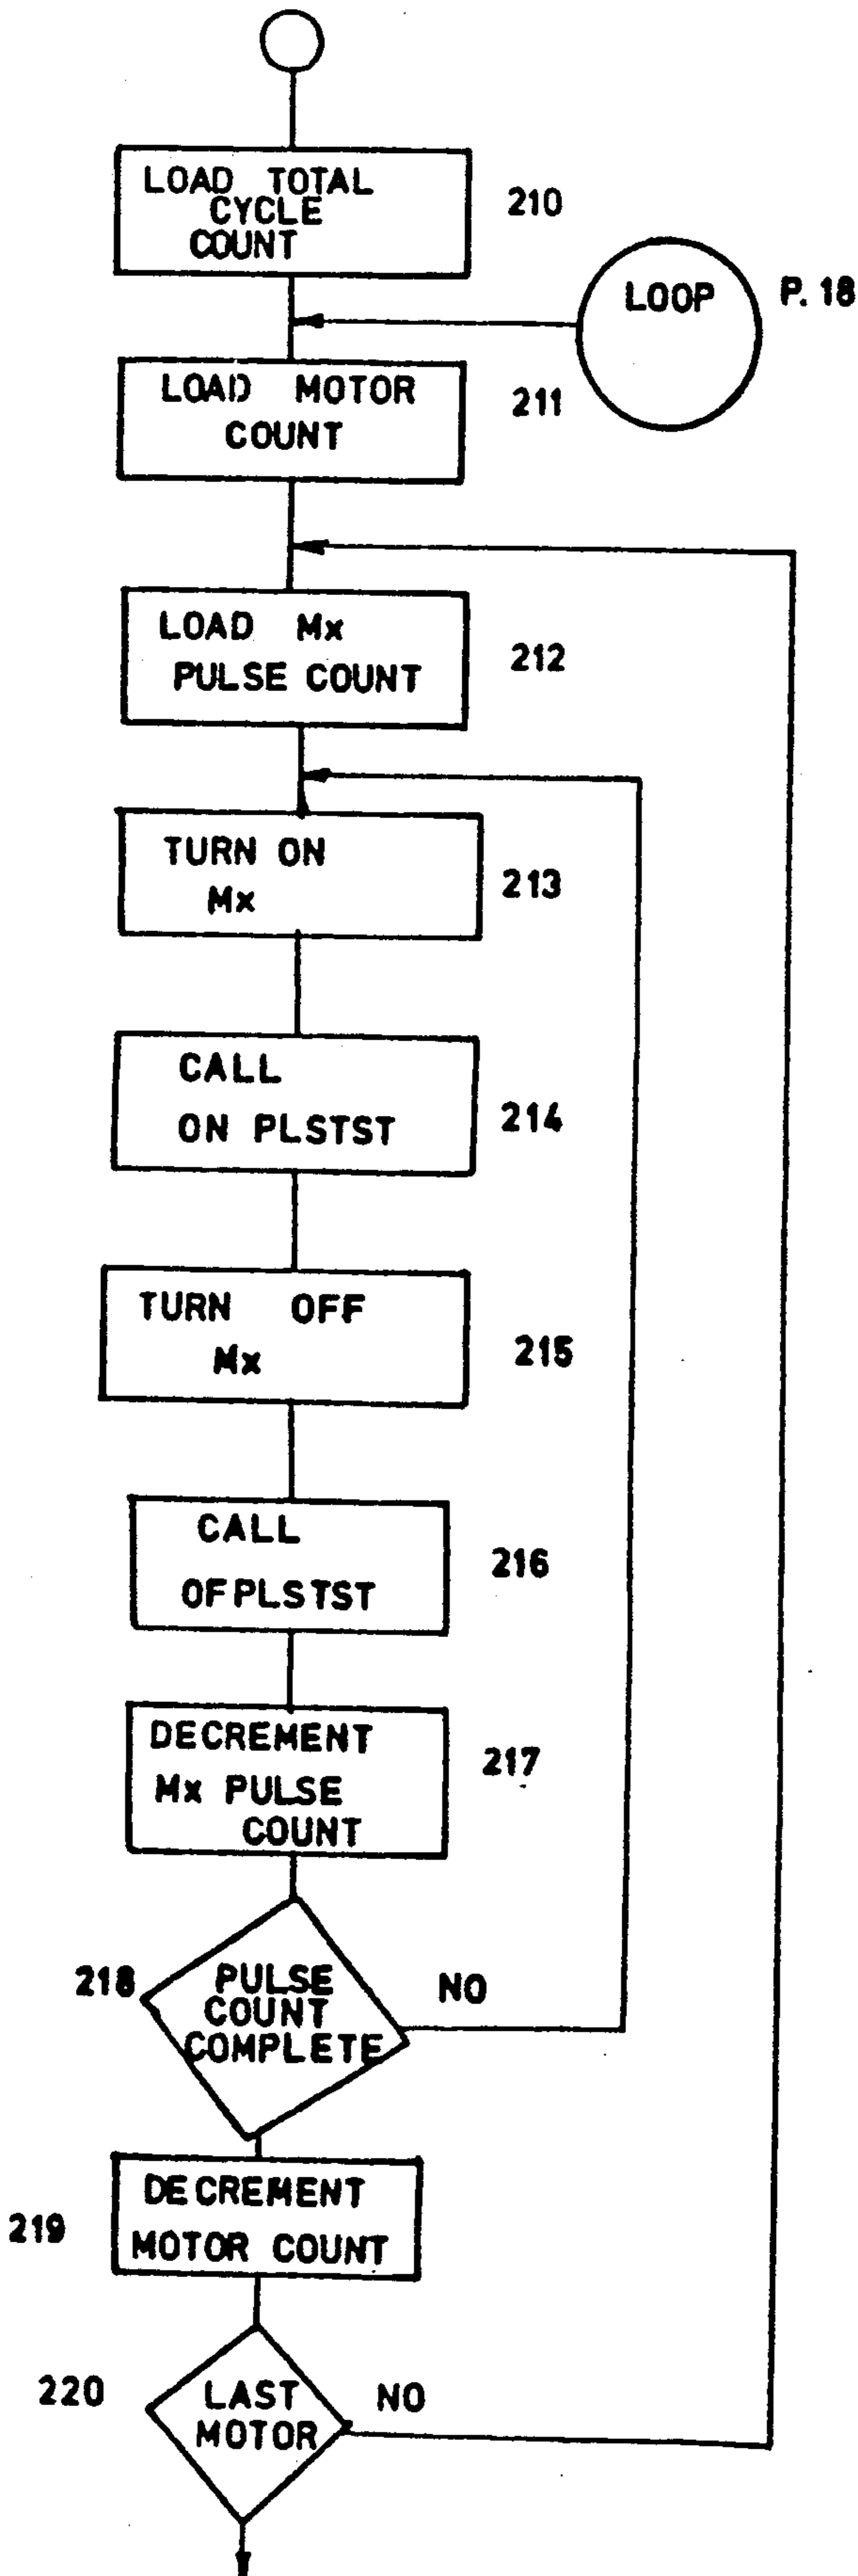 LOAD TOTAL
CYCLE
COUNT
210
LOOP
P. 18
LOAD MOTOR
COUNT
211
LOAD Mx
PULSE COUNT
212
TURN ON
Mx
213
CALL
ON PLSTST
214
TURN OFF
Mx
215
CALL
OFPLSTST
216
DECREMENT
Mx PULSE
COUNT
217
218
PULSE
COUNT
COMPLETE
NO
219
DECREMENT
MOTOR COUNT
220
LAST
MOTOR
NO